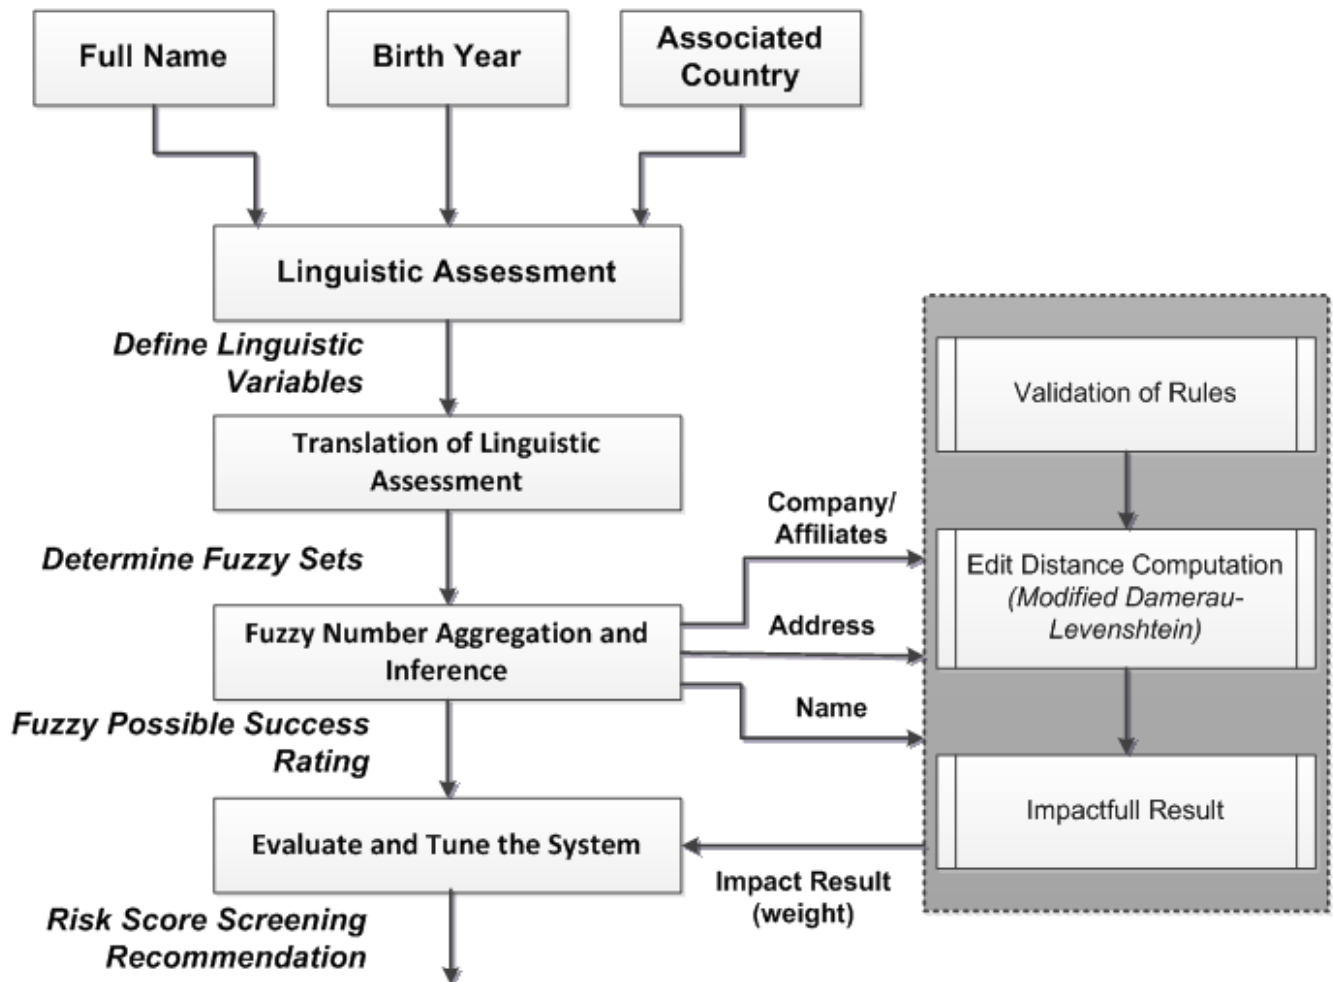 Full Name
Birth Year
Associated
Country
Linguistic Assessment
Define Linguistic
Variables
Translation of Linguistic
Assessment
Determine Fuzzy Sets
Fuzzy Number Aggregation and
Inference
Fuzzy Possible Success
Rating
Evaluate and Tune the System
Risk Score Screening
Recommendation
Company/
Affiliates
Address
Name
Impact Result
(weight)
Validation of Rules
Edit Distance Computation
(Modified Damerau-
Levenshtein)
Impactfull Result